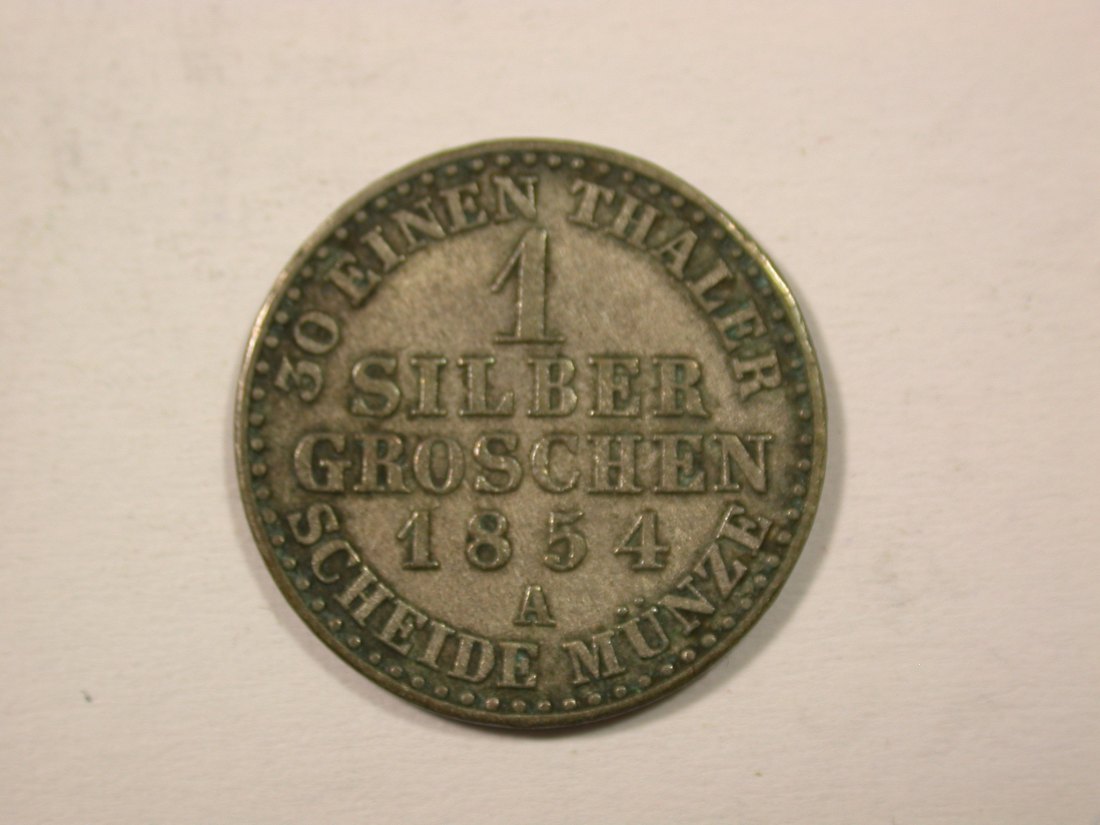 30 EINEN THALER
1
SILBER
GROSCHEN
1854
A
SCHEIDE MÜNZE